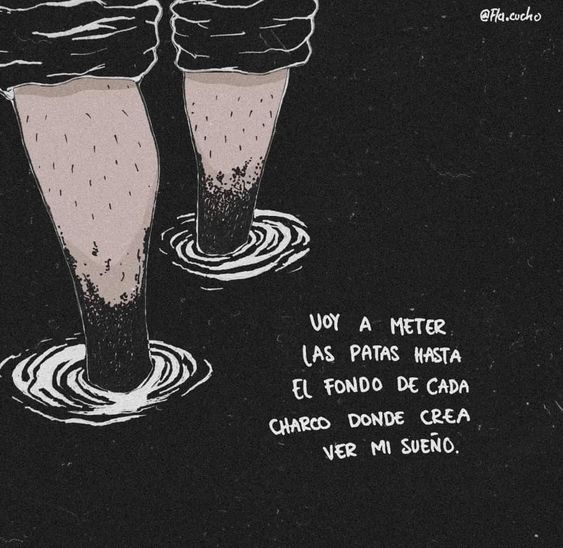 @Fla.cucho
VOY A METER
LAS PATAS HASTA
EL FONDO DE CADA
CHARCO DONDE CREA
VER MI SUEÑO.